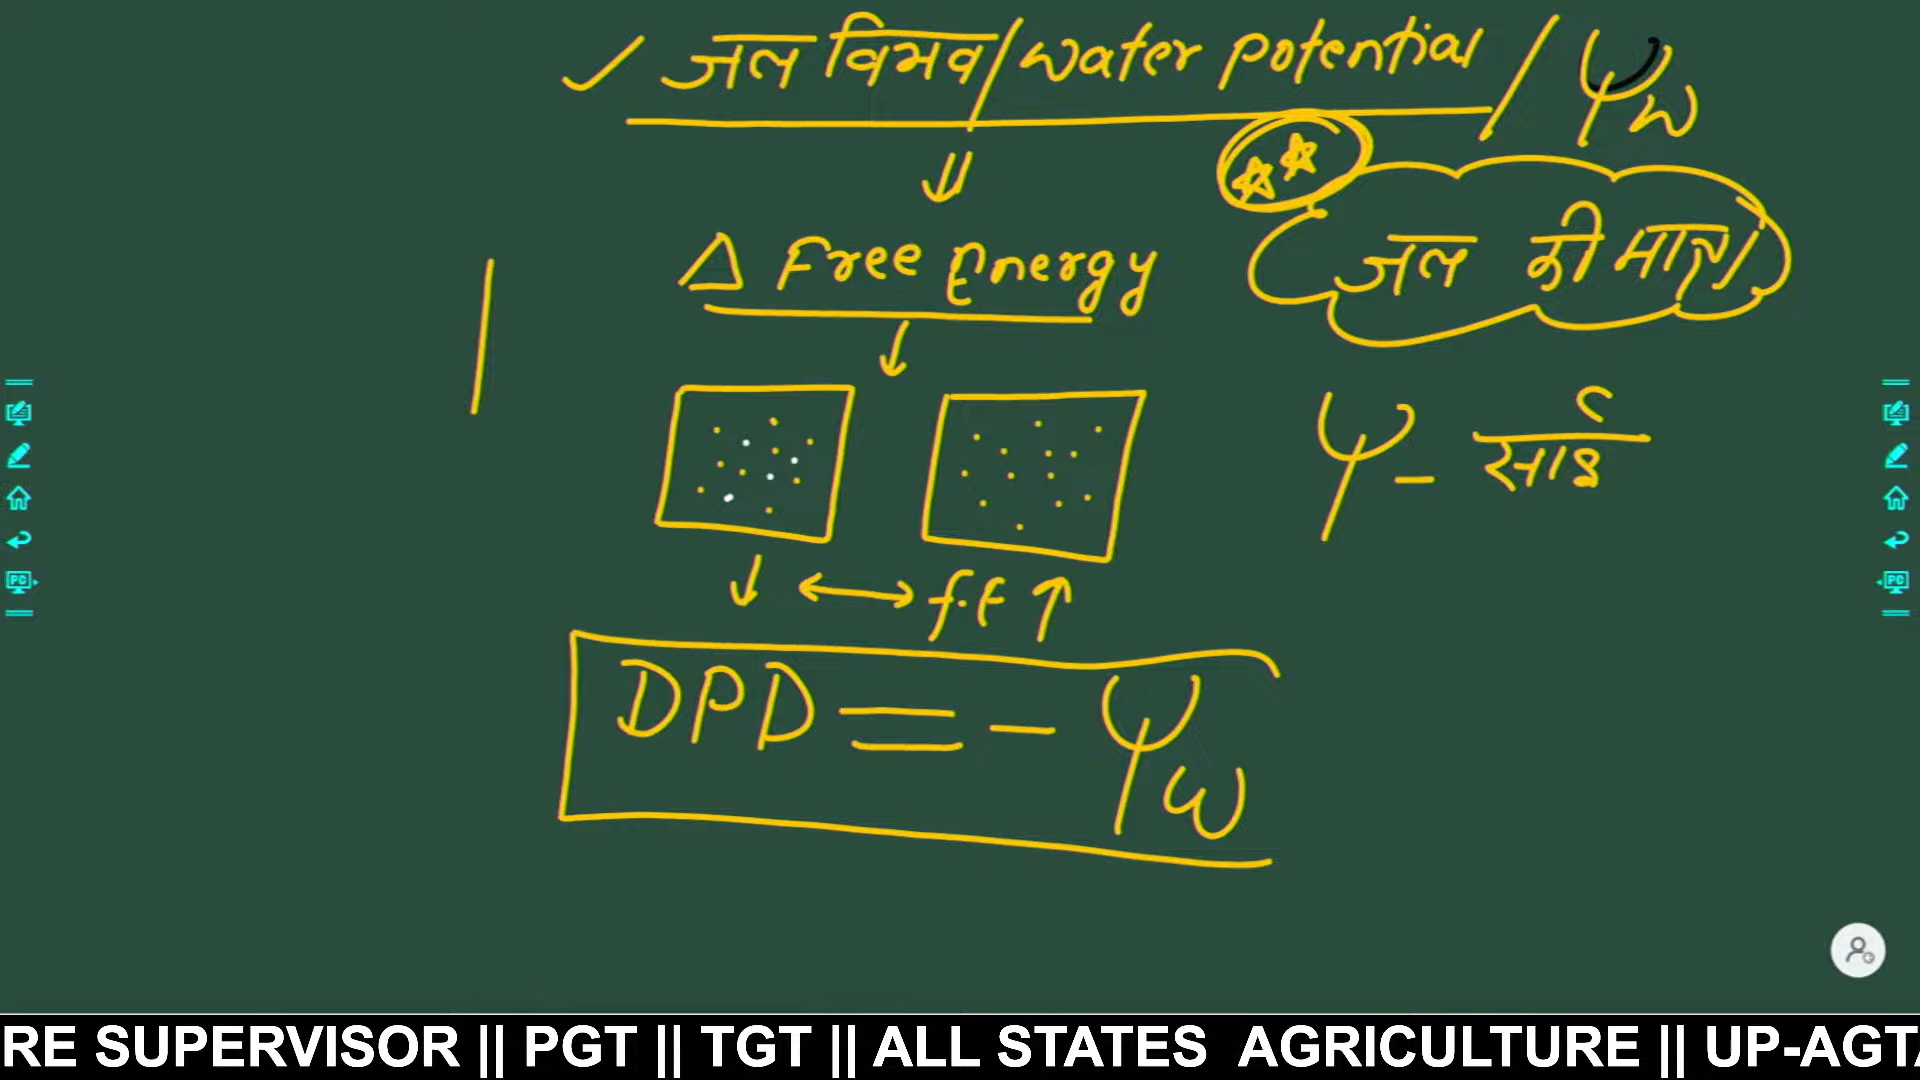 जल विभव/water potential/Ψw
Δ Free Energy
जल की मात्रा
Ψ –
f.E ↑
DPD = – Ψw
RE SUPERVISOR || PGT || TGT || ALL STATES AGRICULTURE || UP-AGTA